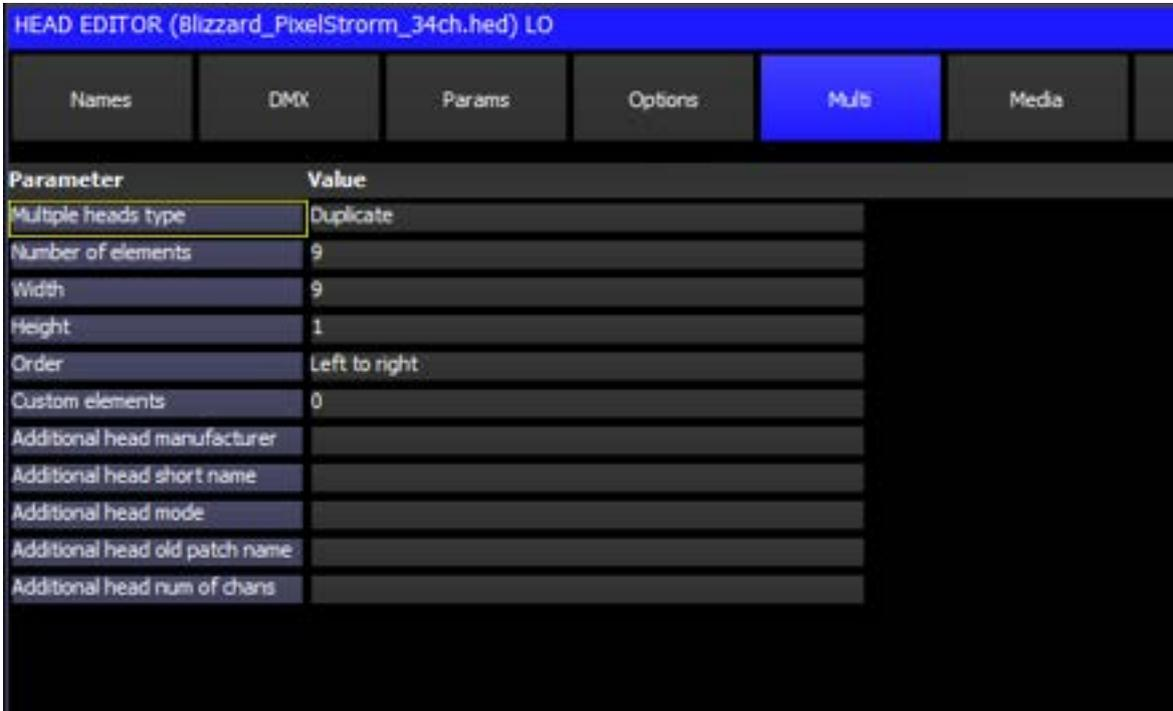 HEAD EDITOR (Blizzard_PixelStrorm_34ch.hed) LO
Names DMX Params Options Multi Media
Parameter Value
Multiple heads type Duplicate
Number of elements 9
Width 9
Height 1
Order Left to right
Custom elements 0
Additional head manufacturer
Additional head short name
Additional head mode
Additional head old patch name
Additional head num of chans